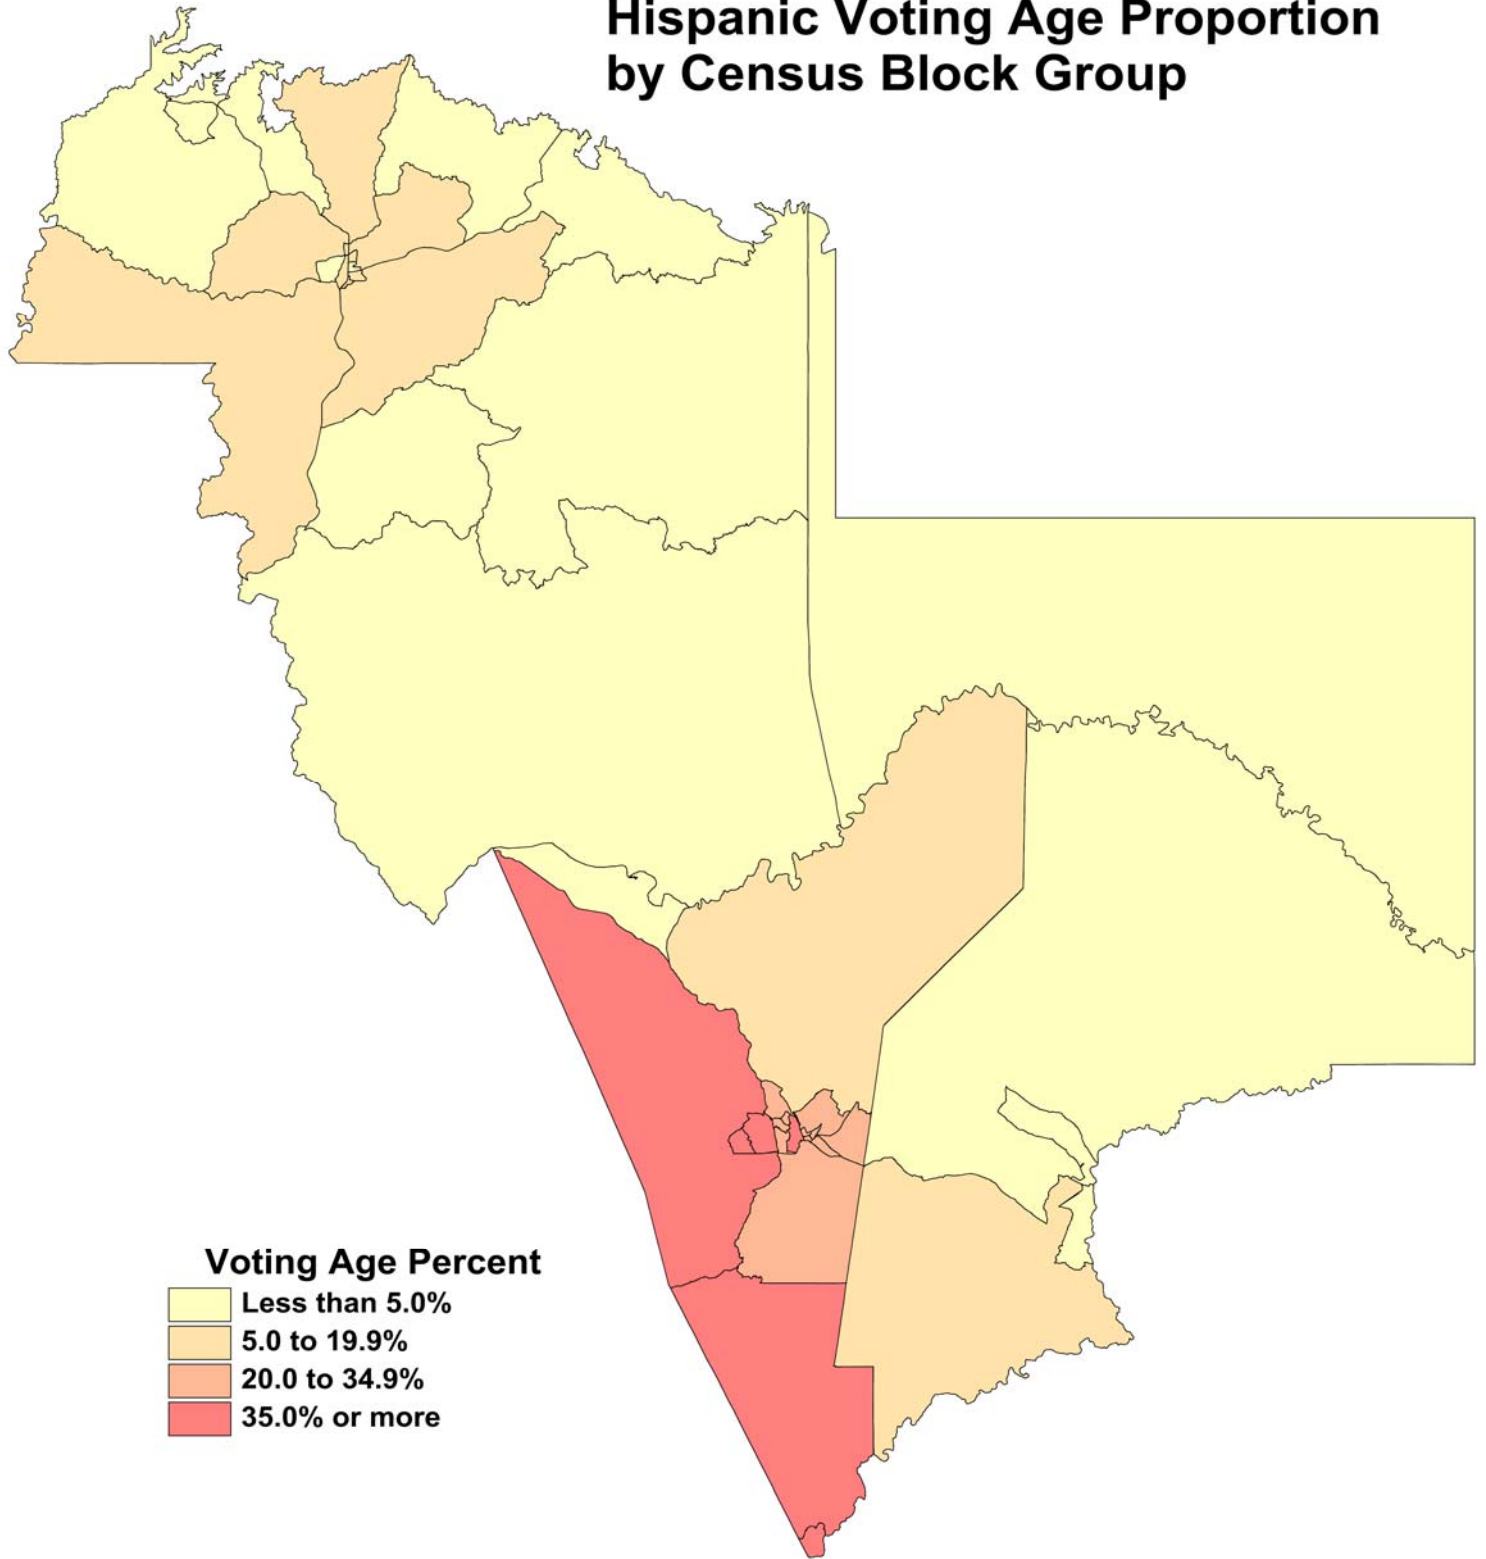 Hispanic Voting Age Proportion
by Census Block Group
Voting Age Percent
Less than 5.0%
5.0 to 19.9%
20.0 to 34.9%
35.0% or more